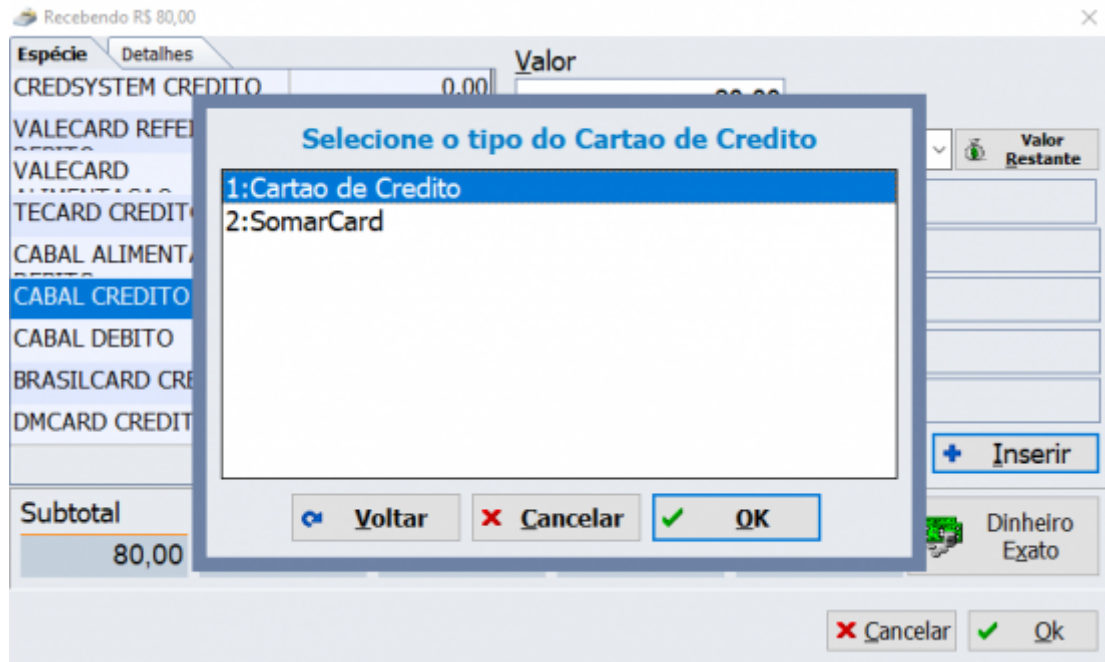 Recebendo R$ 80,00
Espécie
Detalhes
Valor
CREDSYSTEM CREDITO
0,00
VALECARD REFEI
VALECARD
TECARD CREDIT
CABAL ALIMENTA
CABAL CREDITO
CABAL DEBITO
BRASILCARD CRE
DMCARD CREDIT
Selecione o tipo do Cartao de Credito
1:Cartao de Credito
2:SomarCard
Voltar
Cancelar
OK
Valor
Restante
Inserir
Subtotal
80,00
Dinheiro
Exato
Cancelar
Ok